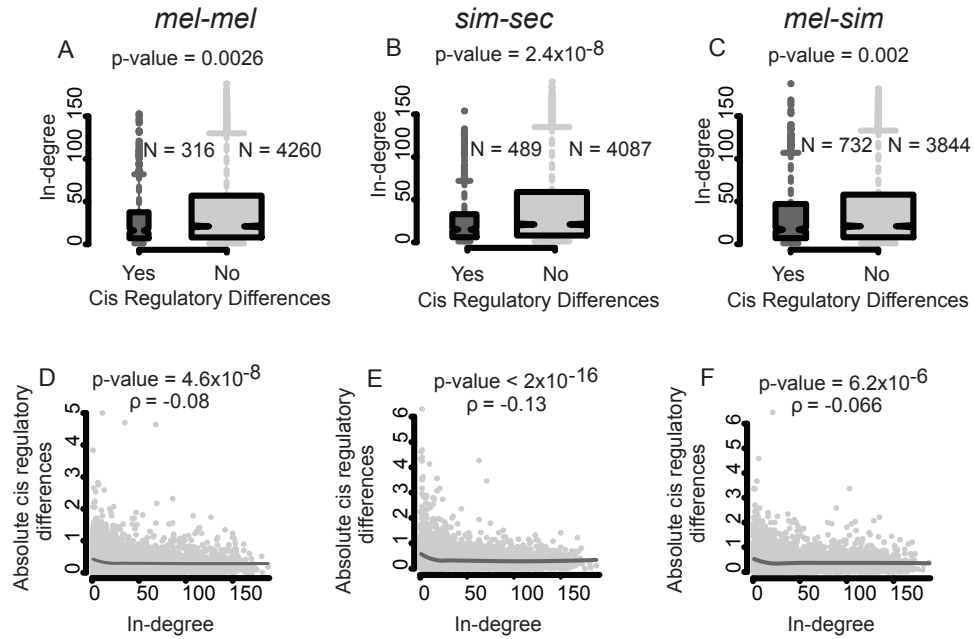 mel-mel
sim-sec
mel-sim
A
p-value = 0.0026
B
p-value = 2.4x10-8
C
p-value = 0.002
In-degree
0 50 100 150
N = 316
N = 4260
Yes
No
Cis Regulatory Differences
In-degree
0 50 100 150
N = 489
N = 4087
Yes
No
Cis Regulatory Differences
In-degree
0 50 100 150
N = 732
N = 3844
Yes
No
Cis Regulatory Differences
D
p-value = 4.6x10-8
ρ = -0.08
Absolute cis regulatory
differences
0 1 2 3 4 5
0 50 100 150
In-degree
E
p-value < 2x10-16
ρ = -0.13
Absolute cis regulatory
differences
0 1 2 3 4 5 6
0 50 100 150
In-degree
F
p-value = 6.2x10-6
ρ = -0.066
Absolute cis regulatory
differences
0 1 2 3 4 5 6
0 50 100 150
In-degree